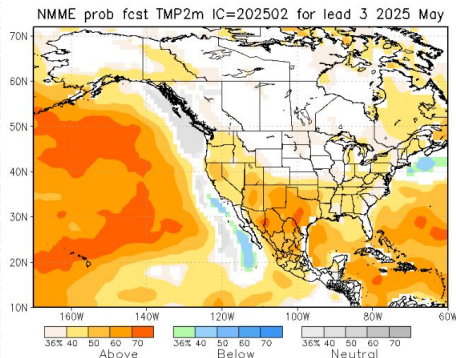 NMME prob fcst TMP2m IC=202502 for lead 3 2025 May
70N
60N
50N
40N
30N
20N
10N
160W 140W 120W 100W 80W 60W
36% 40 50 60 70 36% 40 50 60 70 36% 40 50 60 70
Above Below Neutral